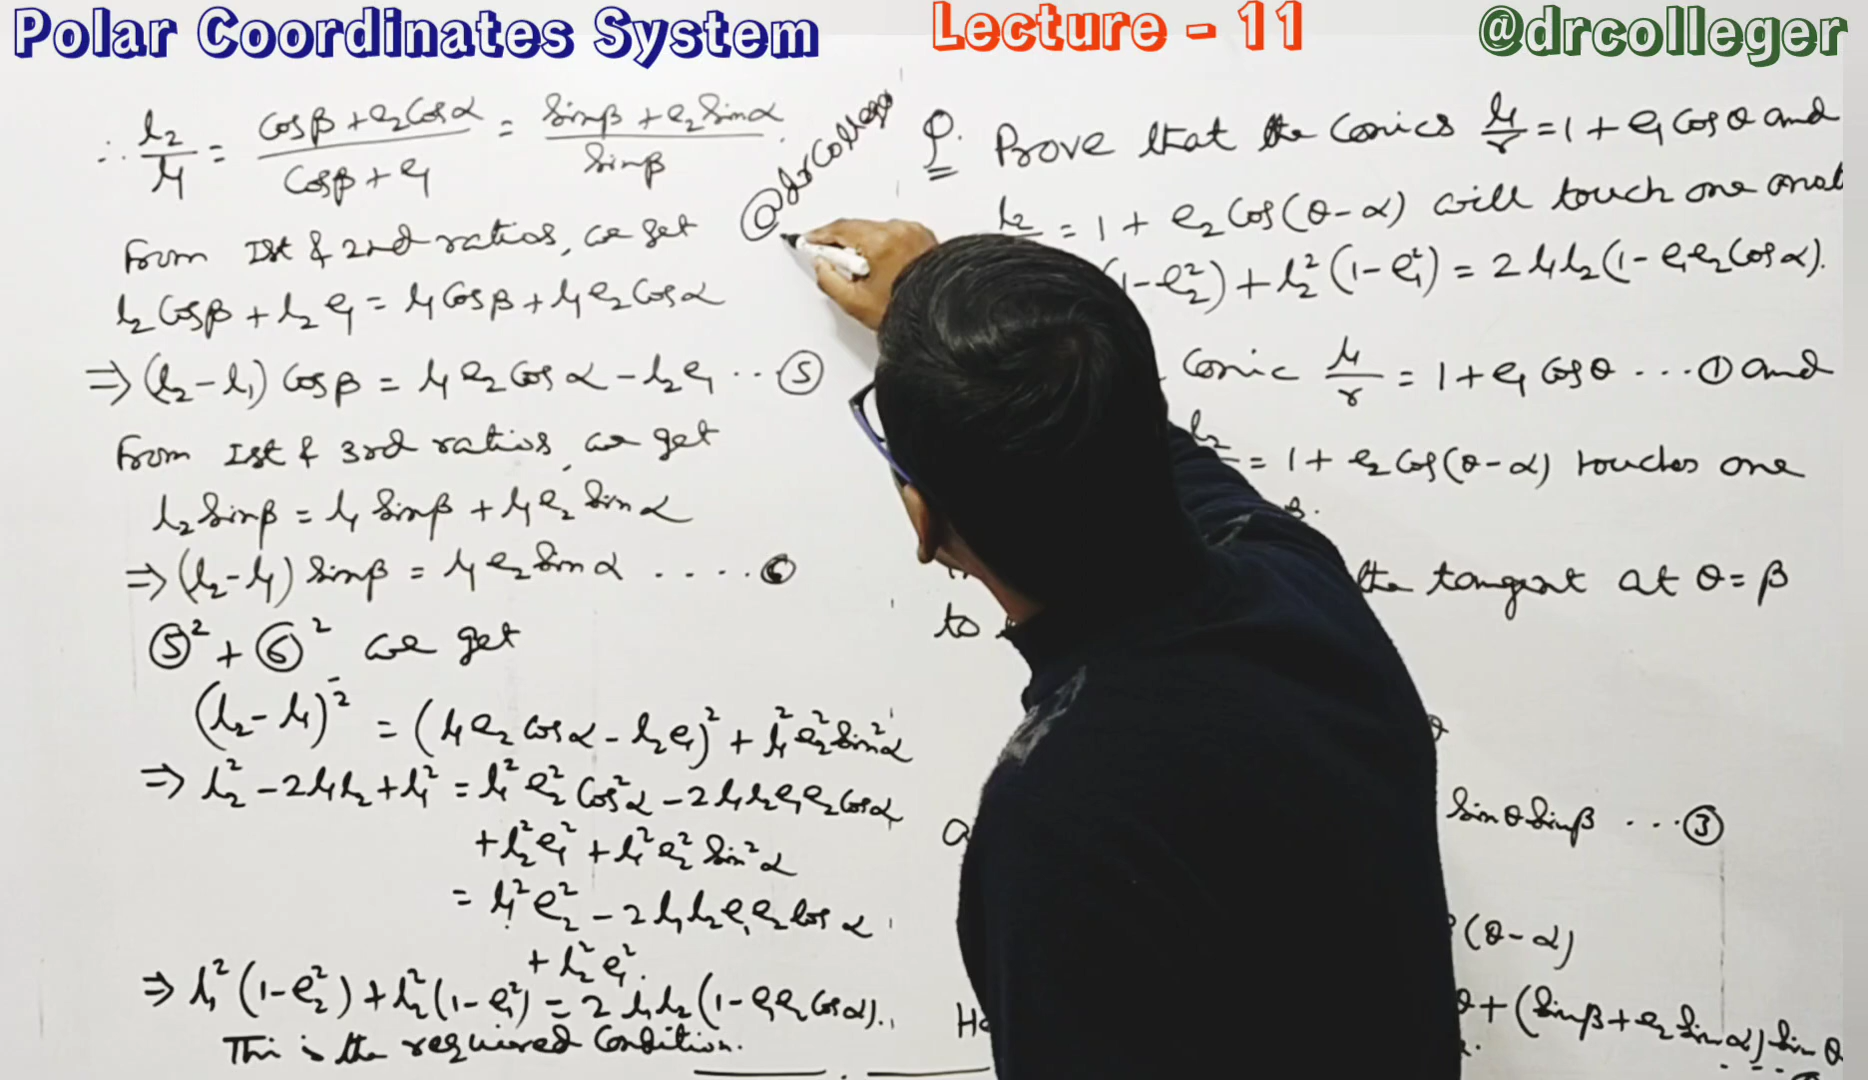 Polar Coordinates System
Lecture - 11
@drcolleger
∴ l₂/l₁ = (Cosβ + e₂Cosα)/(Cosβ + e₁) = (Sinβ + e₂Sinα)/Sinβ
From Ist & 2nd ratios, we get
l₂Cosβ + l₂e₁ = l₁Cosβ + l₁e₂Cosα
⇒ (l₂-l₁) Cosβ = l₁e₂Cosα - l₂e₁ ... ⑤
From Ist & 3rd ratios, we get
l₂Sinβ = l₁Sinβ + l₁e₂Sinα
⇒ (l₂-l₁) Sinβ = l₁e₂Sinα .... ⑥
⑤² + ⑥² we get
(l₂-l₁)² = (l₁e₂Cosα - l₂e₁)² + l₁²e₂²Sin²α
⇒ l₂² - 2l₁l₂ + l₁² = l₁²e₂²Cos²α - 2l₁l₂e₁e₂Cosα
+ l₂²e₁² + l₁²e₂²Sin²α
= l₁²e₂² - 2l₁l₂e₁e₂Cosα
+ l₂²e₁².
⇒ l₁²(1-e₂²) + l₂²(1-e₁²) = 2l₁l₂(1-e₁e₂Cosα).
This is the required Condition.
@drcollege
Q. Prove that the Conics l₁/r = 1 + e₁Cosθ and
l₂ = 1 + e₂Cos(θ-α) will touch one anot
(1-e₂²) + l₂²(1-e₁²) = 2l₁l₂(1-e₁e₂Cosα).
Conic l₁/r = 1 + e₁Cosθ ... ① and
l₂ = 1 + e₂Cos(θ-α) touches one
β.
the tangent at θ = β
to
θ
Sinθ Sinβ ... ③
(θ-α)
θ + (Sinβ + e₂Sinα) Sinθ